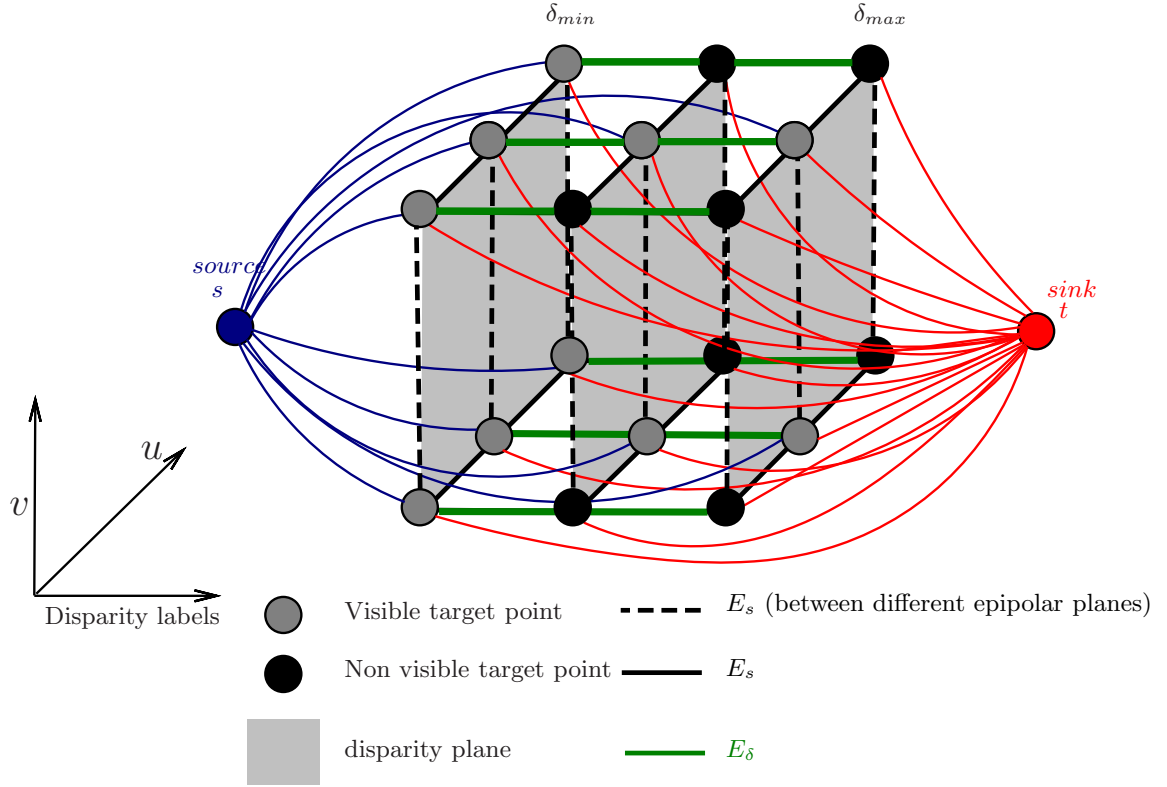 δ_min δ_max
source
s
sink
t
v
u
Disparity labels
Visible target point
E_s (between different epipolar planes)
Non visible target point
E_s
disparity plane
E_δ